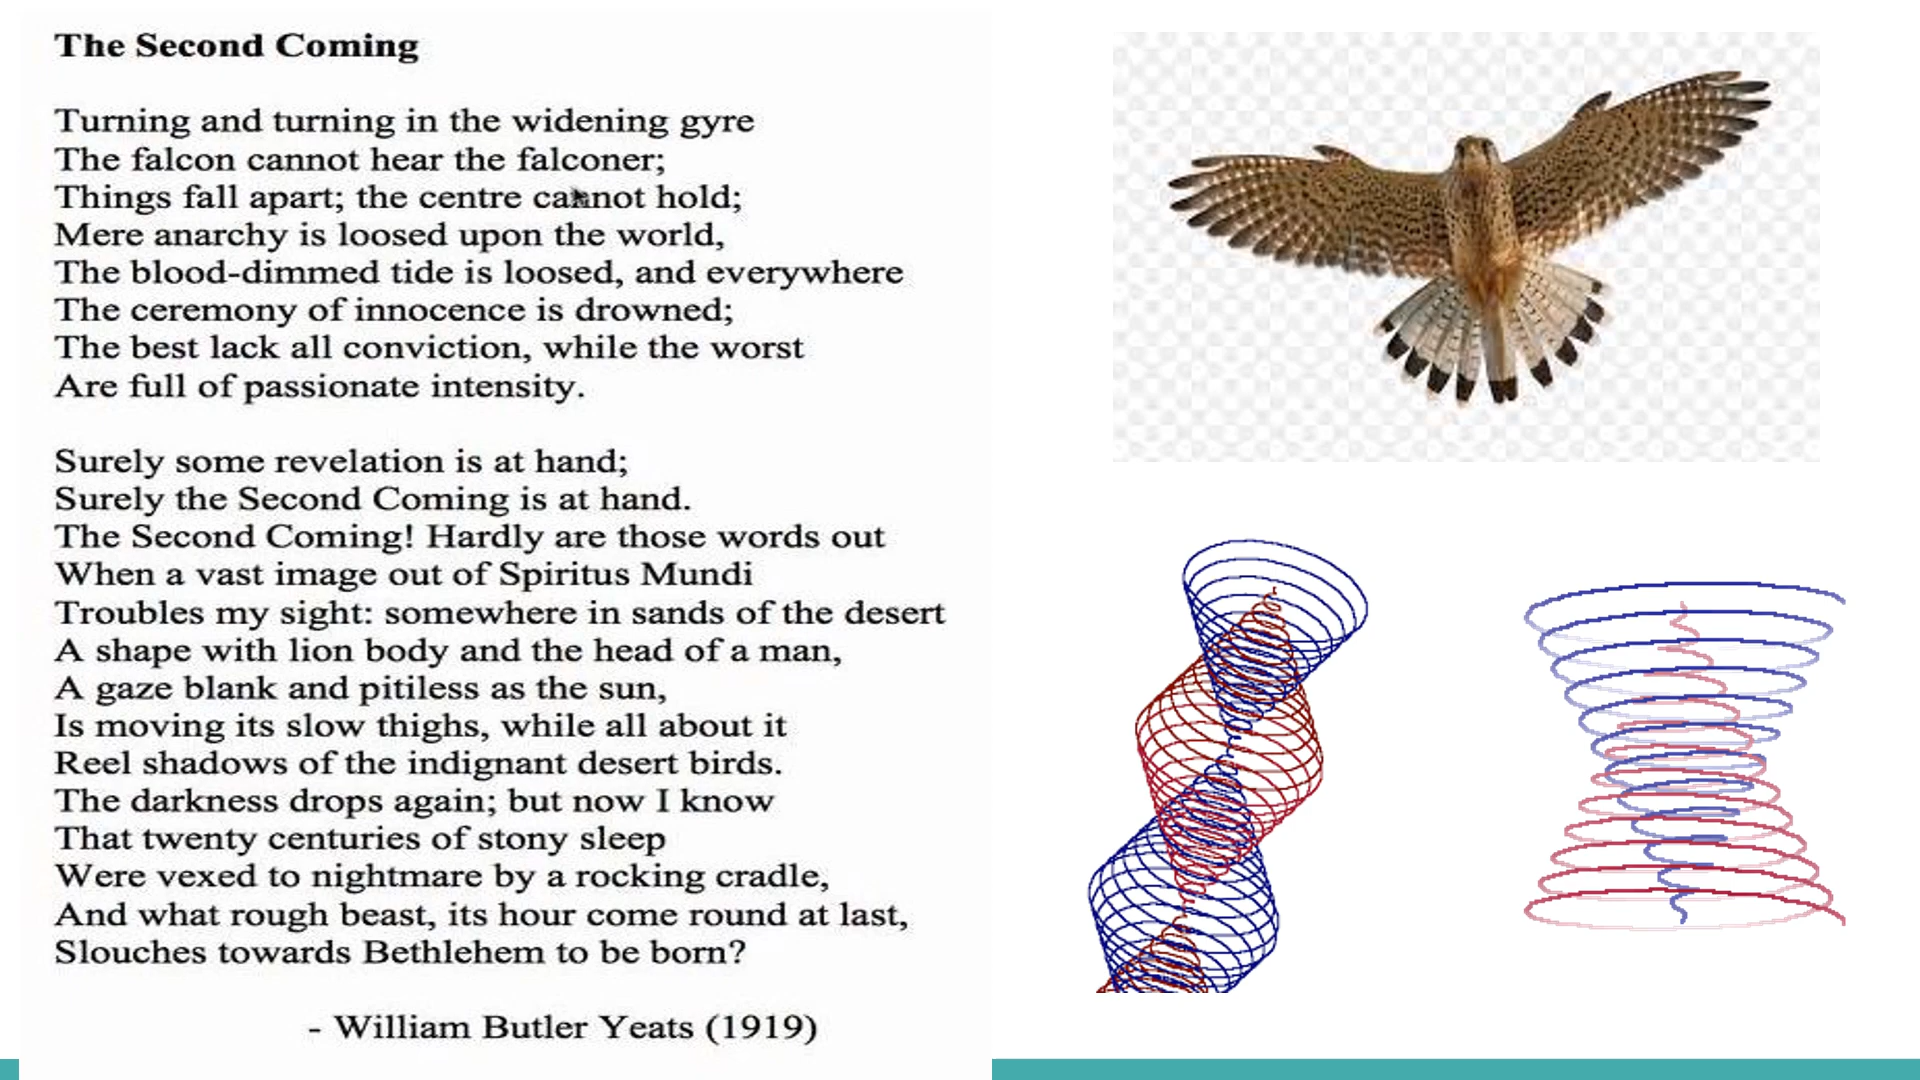 The Second Coming
Turning and turning in the widening gyre
The falcon cannot hear the falconer;
Things fall apart; the centre cannot hold;
Mere anarchy is loosed upon the world,
The blood-dimmed tide is loosed, and everywhere
The ceremony of innocence is drowned;
The best lack all conviction, while the worst
Are full of passionate intensity.
Surely some revelation is at hand;
Surely the Second Coming is at hand.
The Second Coming! Hardly are those words out
When a vast image out of Spiritus Mundi
Troubles my sight: somewhere in sands of the desert
A shape with lion body and the head of a man,
A gaze blank and pitiless as the sun,
Is moving its slow thighs, while all about it
Reel shadows of the indignant desert birds.
The darkness drops again; but now I know
That twenty centuries of stony sleep
Were vexed to nightmare by a rocking cradle,
And what rough beast, its hour come round at last,
Slouches towards Bethlehem to be born?
- William Butler Yeats (1919)